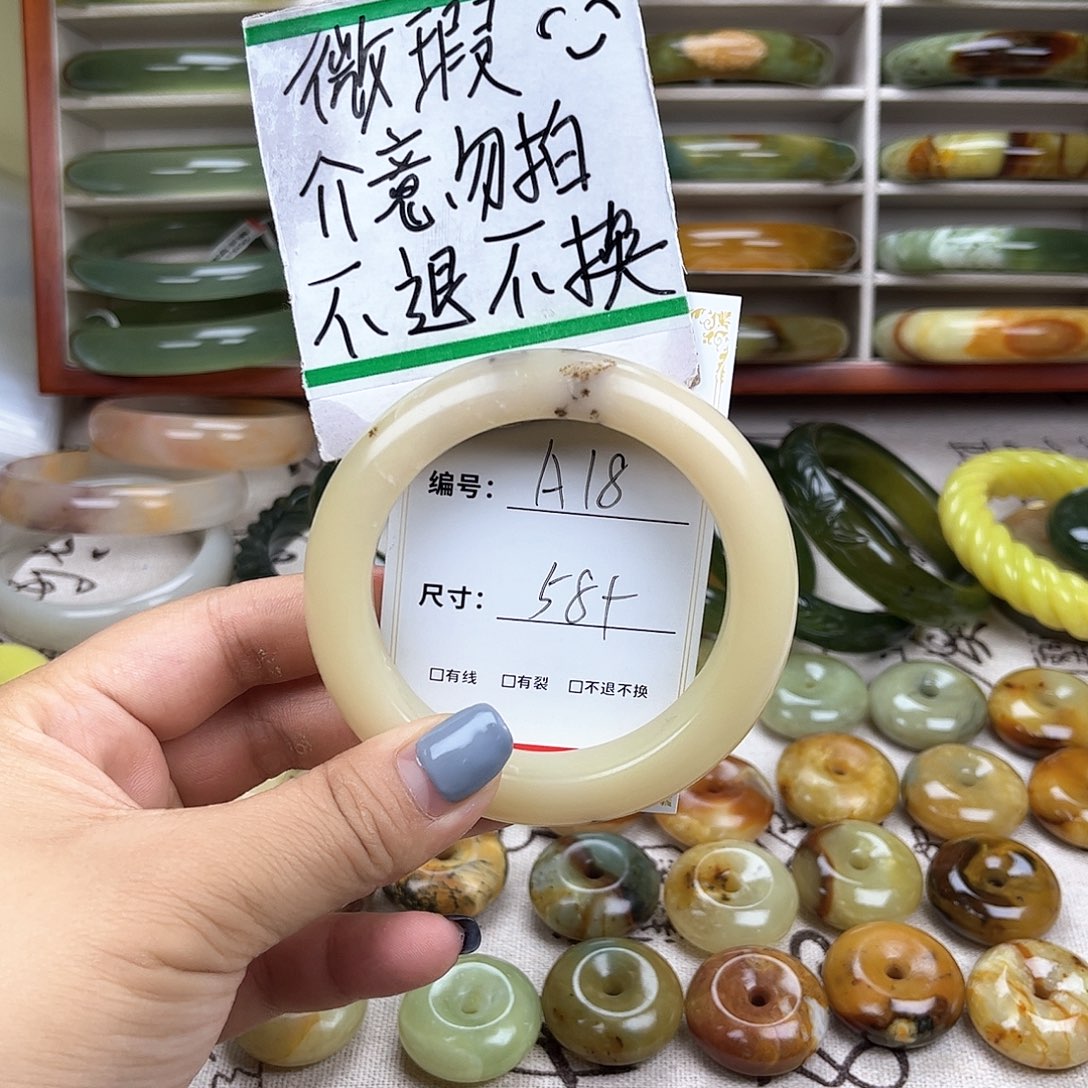 微瑕
介意勿拍
不退不换
编号： A18
尺寸： 58+
□有线 □有裂 □不退不换